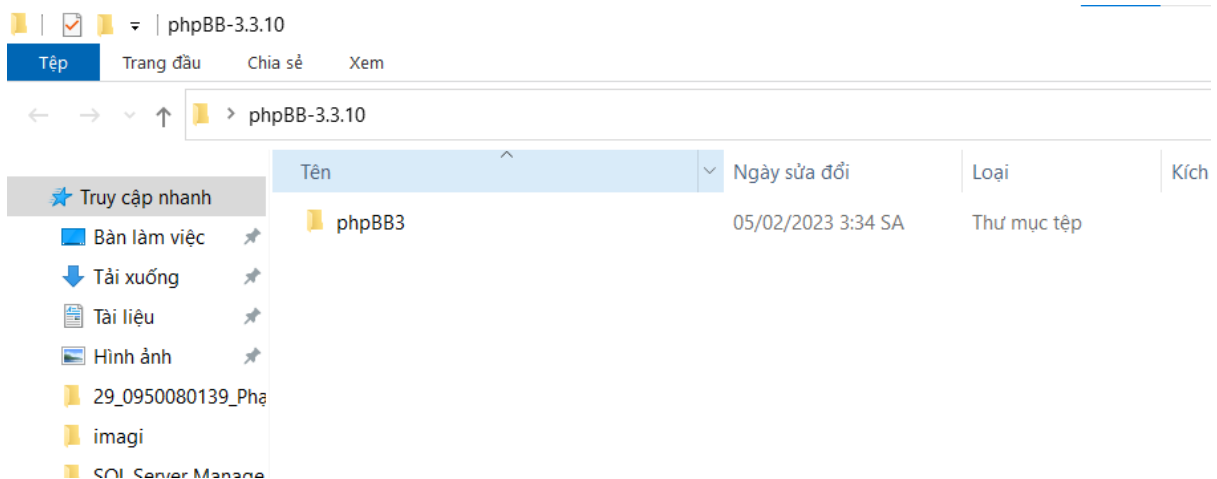 phpBB-3.3.10
Tệp Trang đầu Chia sẻ Xem
phpBB-3.3.10
Tên Ngày sửa đổi Loại Kích
Truy cập nhanh
phpBB3 05/02/2023 3:34 SA Thư mục tệp
Bàn làm việc
Tải xuống
Tài liệu
Hình ảnh
29_0950080139_Phạ
imagi
SQL Server Manage